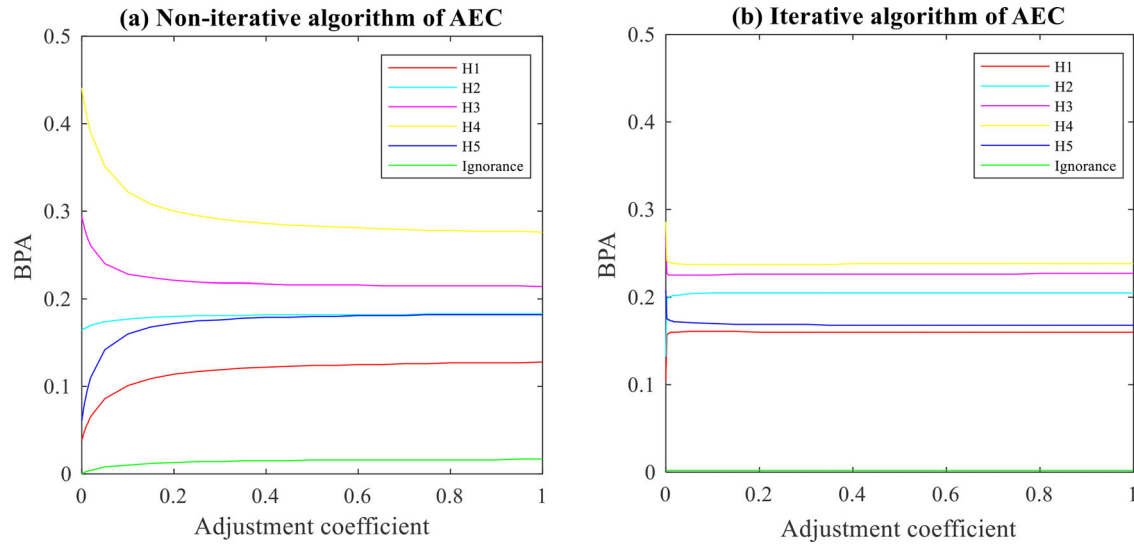 (a) Non-iterative algorithm of AEC
0.5
0.4
0.3
0.2
0.1
0
BPA
H1
H2
H3
H4
H5
Ignorance
0 0.2 0.4 0.6 0.8 1
Adjustment coefficient
(b) Iterative algorithm of AEC
0.5
0.4
0.3
0.2
0.1
0
BPA
H1
H2
H3
H4
H5
Ignorance
0 0.2 0.4 0.6 0.8 1
Adjustment coefficient